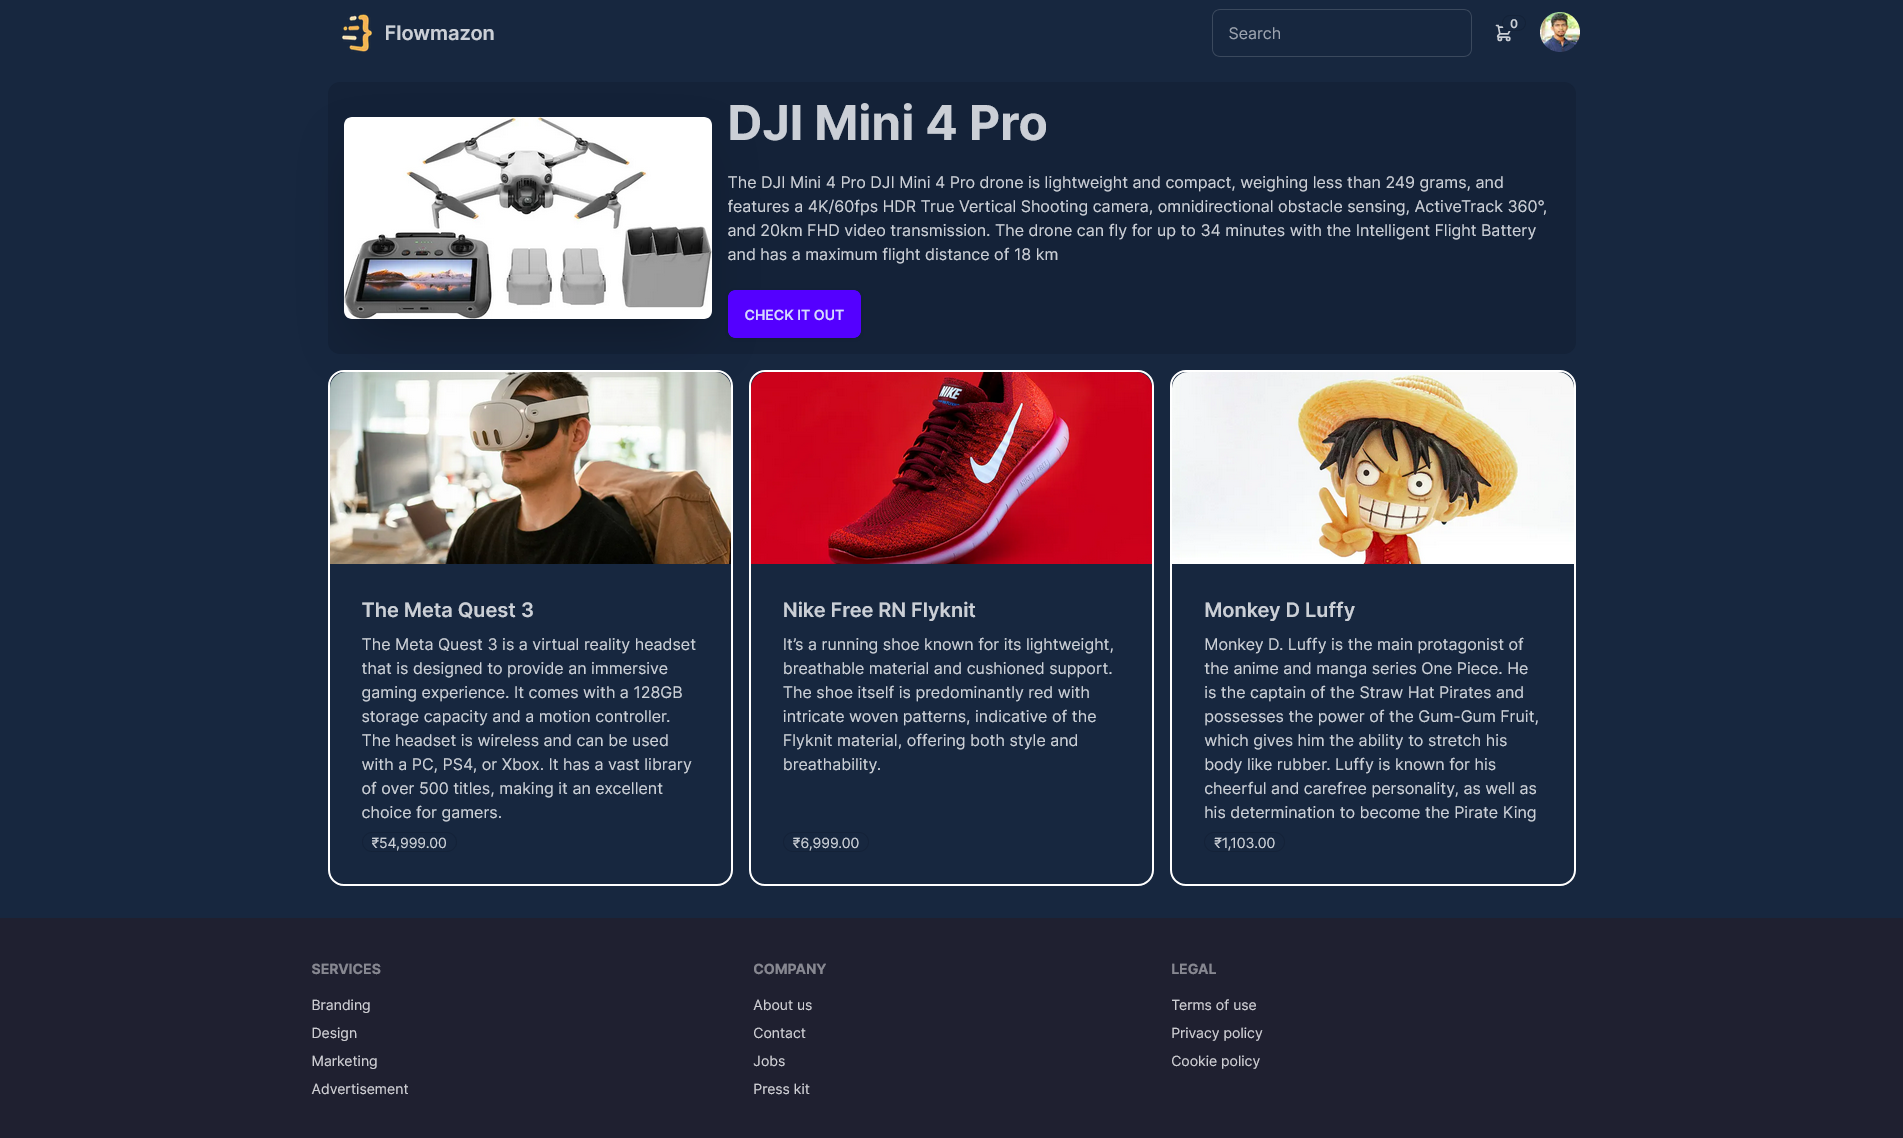 Flowmazon
Search
0
DJI Mini 4 Pro
The DJI Mini 4 Pro DJI Mini 4 Pro drone is lightweight and compact, weighing less than 249 grams, and
features a 4K/60fps HDR True Vertical Shooting camera, omnidirectional obstacle sensing, ActiveTrack 360°,
and 20km FHD video transmission. The drone can fly for up to 34 minutes with the Intelligent Flight Battery
and has a maximum flight distance of 18 km
CHECK IT OUT
The Meta Quest 3
The Meta Quest 3 is a virtual reality headset
that is designed to provide an immersive
gaming experience. It comes with a 128GB
storage capacity and a motion controller.
The headset is wireless and can be used
with a PC, PS4, or Xbox. It has a vast library
of over 500 titles, making it an excellent
choice for gamers.
₹54,999.00
NIKE
Nike Free RN Flyknit
It's a running shoe known for its lightweight,
breathable material and cushioned support.
The shoe itself is predominantly red with
intricate woven patterns, indicative of the
Flyknit material, offering both style and
breathability.
₹6,999.00
Monkey D Luffy
Monkey D. Luffy is the main protagonist of
the anime and manga series One Piece. He
is the captain of the Straw Hat Pirates and
possesses the power of the Gum-Gum Fruit,
which gives him the ability to stretch his
body like rubber. Luffy is known for his
cheerful and carefree personality, as well as
his determination to become the Pirate King
₹1,103.00
SERVICES
Branding
Design
Marketing
Advertisement
COMPANY
About us
Contact
Jobs
Press kit
LEGAL
Terms of use
Privacy policy
Cookie policy